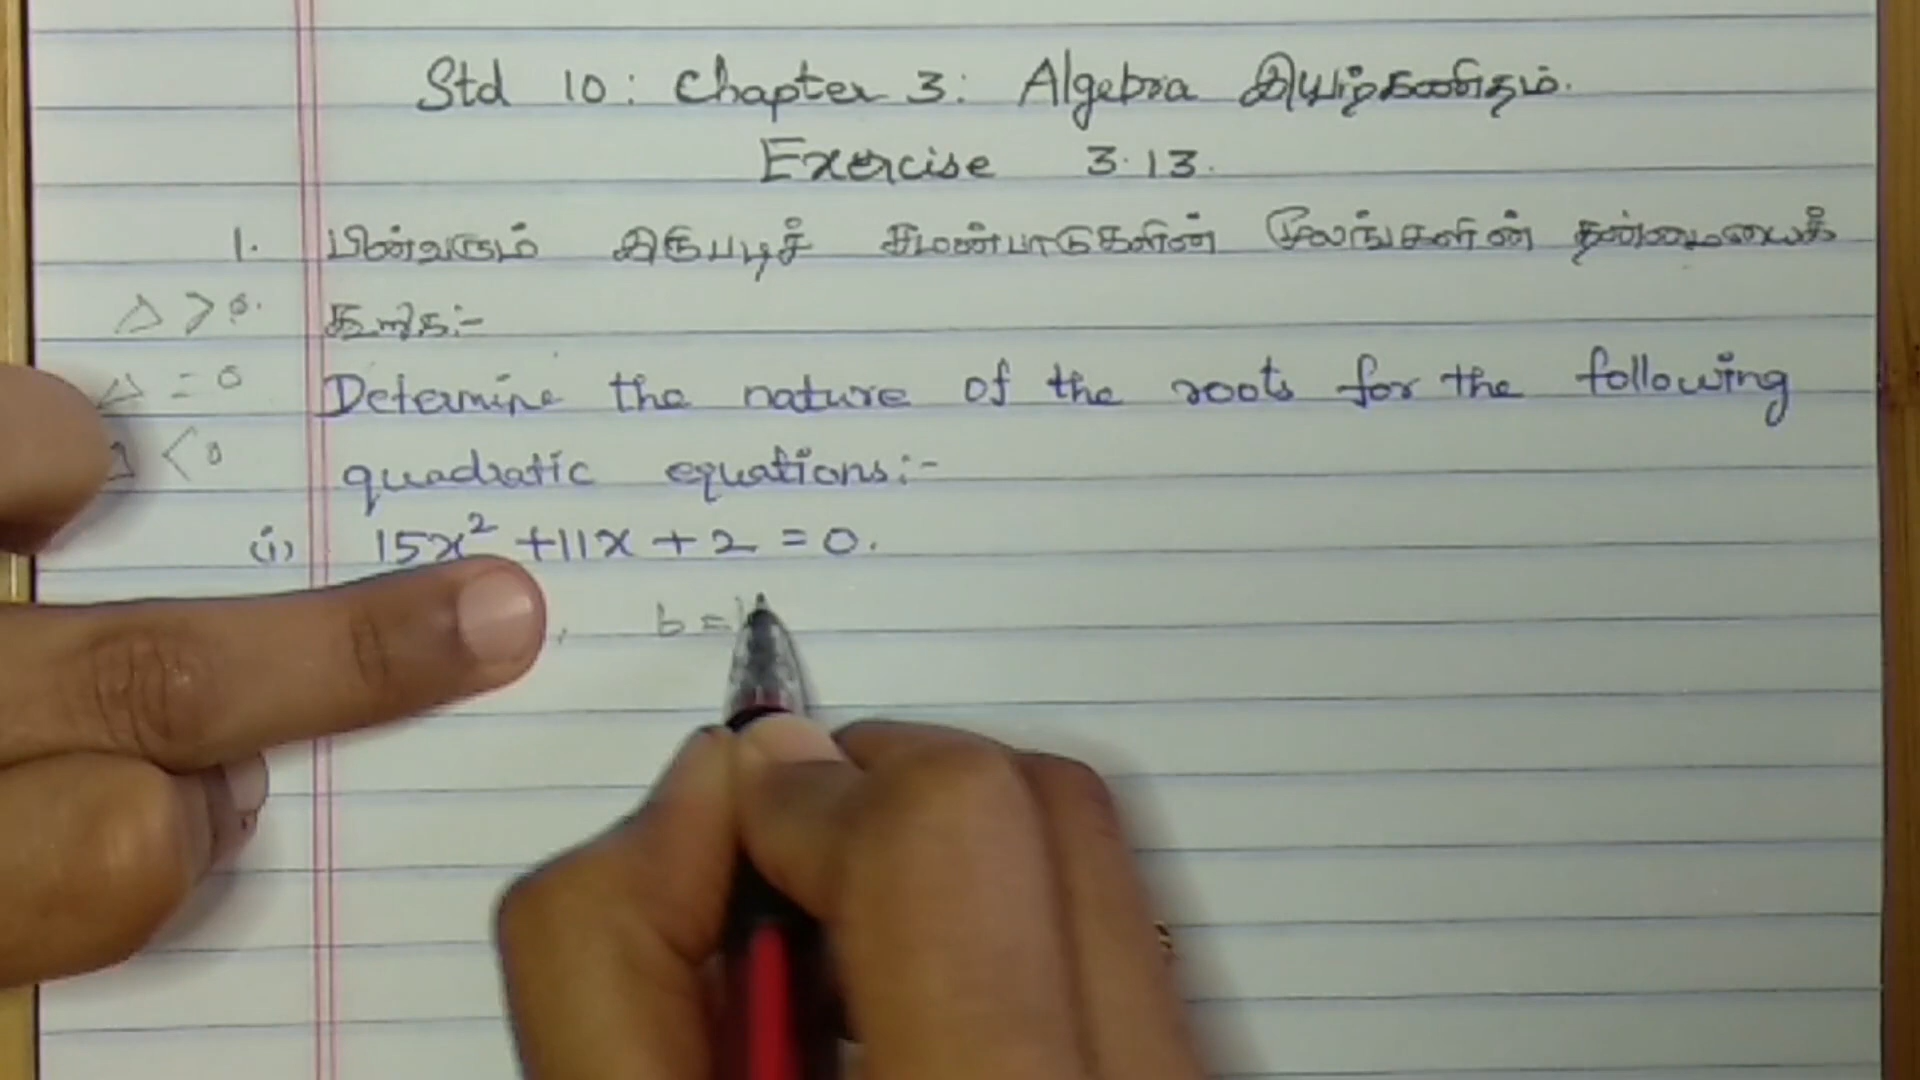 Std 10: Chapter 3: Algebra இயற்கணிதம்.
Exercise 3.13.
1. பின்வரும் இருபடிச் சமன்பாடுகளின் மூலங்களின் தன்மையைக்
Δ > 0.
காண்க:-
Δ = 0
Determine the nature of the roots for the following
Δ < 0
quadratic equations:-
(i) 15x² +11x + 2 = 0.
b =